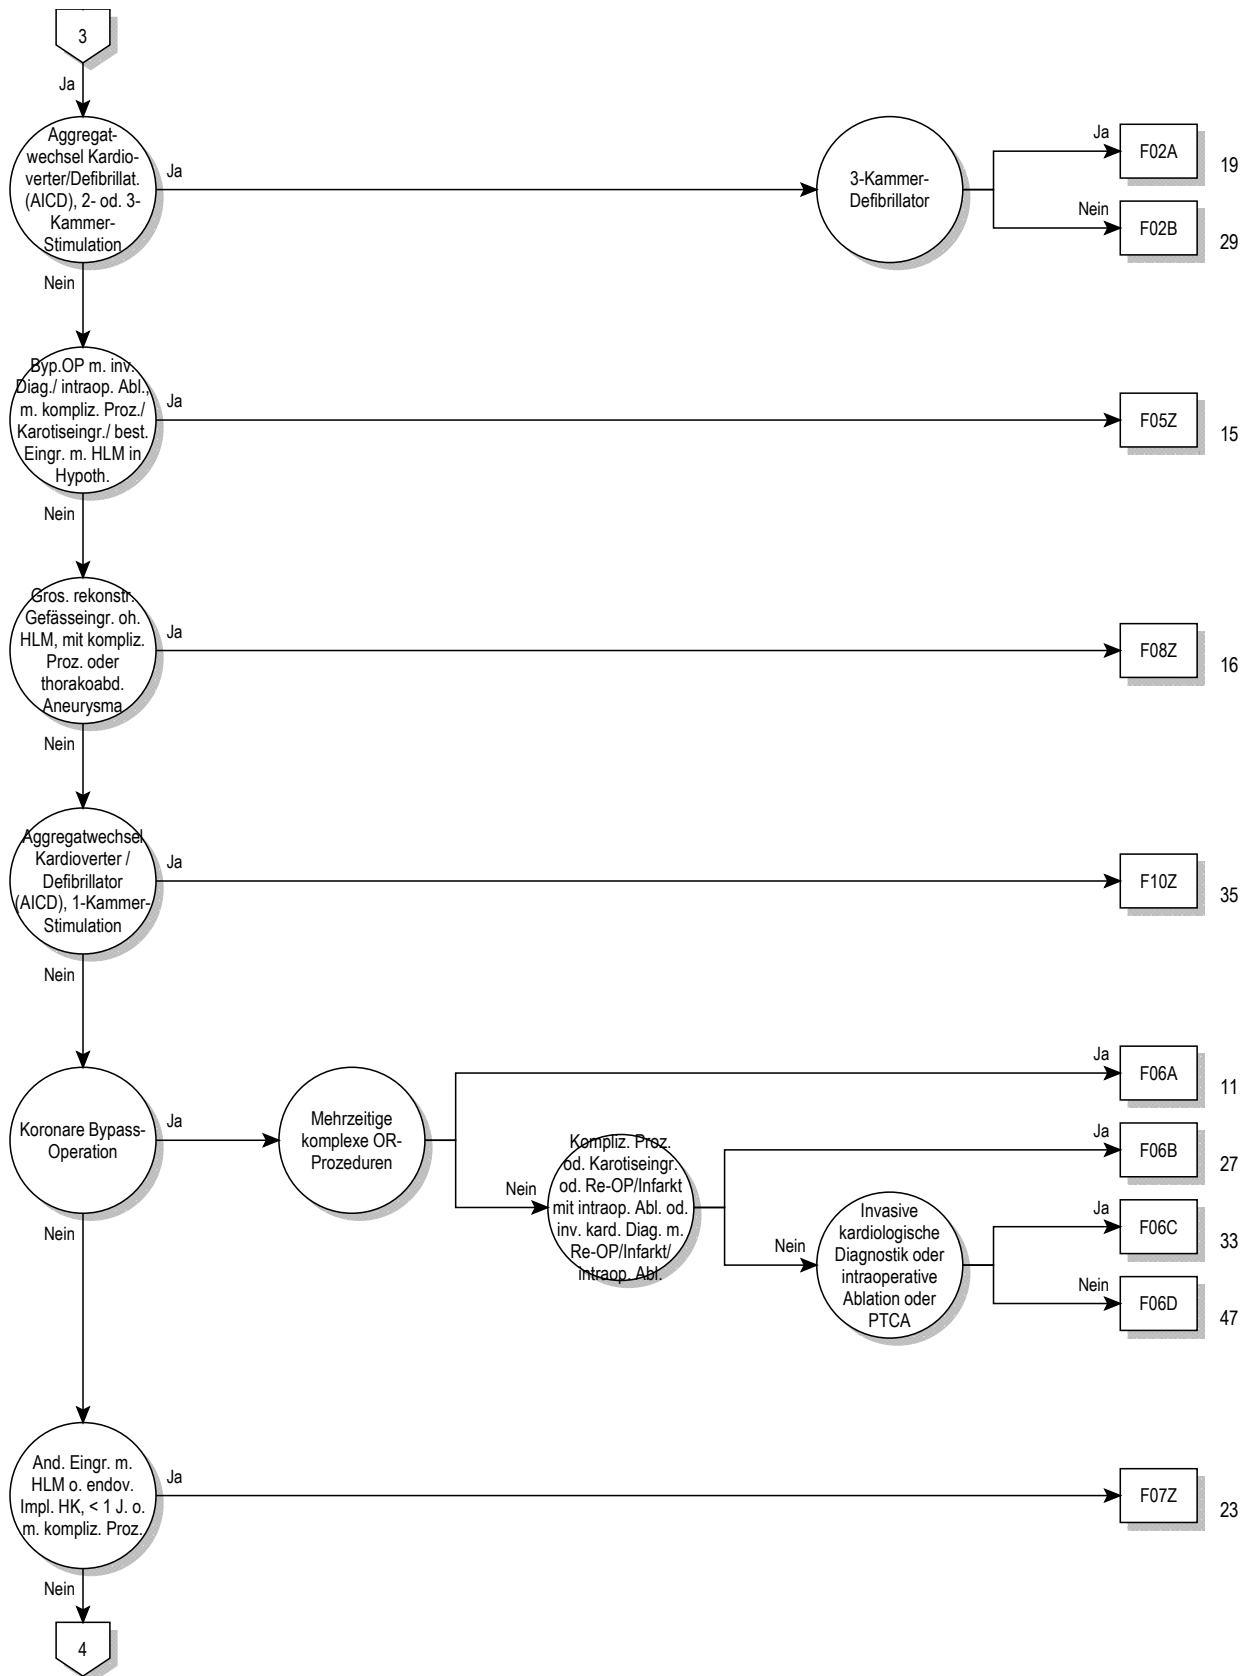 3
Ja
Aggregat-
wechsel Kardio-
verter/Defibrillat.
(AICD), 2- od. 3-
Kammer-
Stimulation
Ja
3-Kammer-
Defibrillator
Ja
F02A
19
Nein
F02B
29
Nein
Byp.OP m. inv.
Diag./ intraop. Abl.,
m. kompliz. Proz./
Karotiseingr./ best.
Eingr. m. HLM in
Hypoth.
Ja
F05Z
15
Nein
Gros. rekonstr.
Gefässeingr. oh.
HLM, mit kompliz.
Proz. oder
thorakoabd.
Aneurysma
Ja
F08Z
16
Nein
Aggregatwechsel
Kardioverter /
Defibrillator
(AICD), 1-Kammer-
Stimulation
Ja
F10Z
35
Nein
Koronare Bypass-
Operation
Ja
Mehrzeitige
komplexe OR-
Prozeduren
Ja
F06A
11
Nein
Kompliz. Proz.
od. Karotiseingr.
od. Re-OP/Infarkt
mit intraop. Abl. od.
inv. kard. Diag. m.
Re-OP/Infarkt/
intraop. Abl.
Ja
F06B
27
Nein
Invasive
kardiologische
Diagnostik oder
intraoperative
Ablation oder
PTCA
Ja
F06C
33
Nein
F06D
47
Nein
And. Eingr. m.
HLM o. endov.
Impl. HK, < 1 J. o.
m. kompliz. Proz.
Ja
F07Z
23
Nein
4